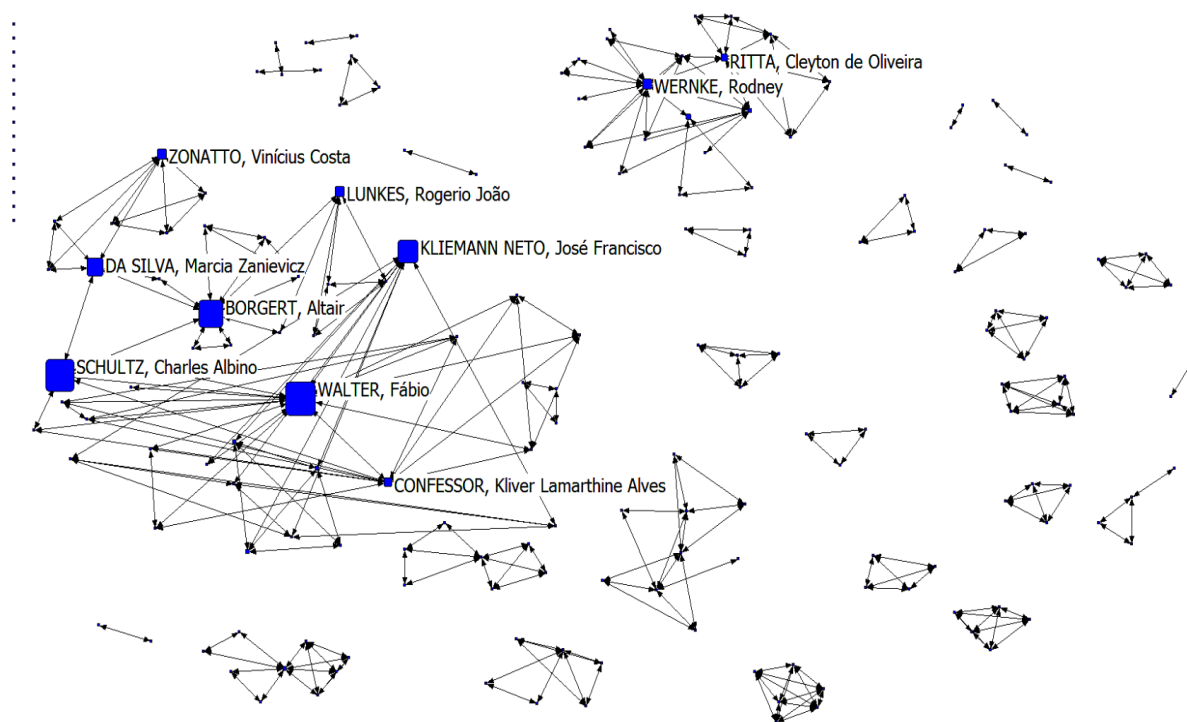 RITTA, Cleyton de Oliveira
WERNKE, Rodney
ZONATTO, Vinícius Costa
LUNKES, Rogerio João
KLIEMANN NETO, José Francisco
DA SILVA, Marcia Zanievicz
BORGERT, Altair
SCHULTZ, Charles Albino
WALTER, Fábio
CONFESSOR, Kliver Lamarthine Alves